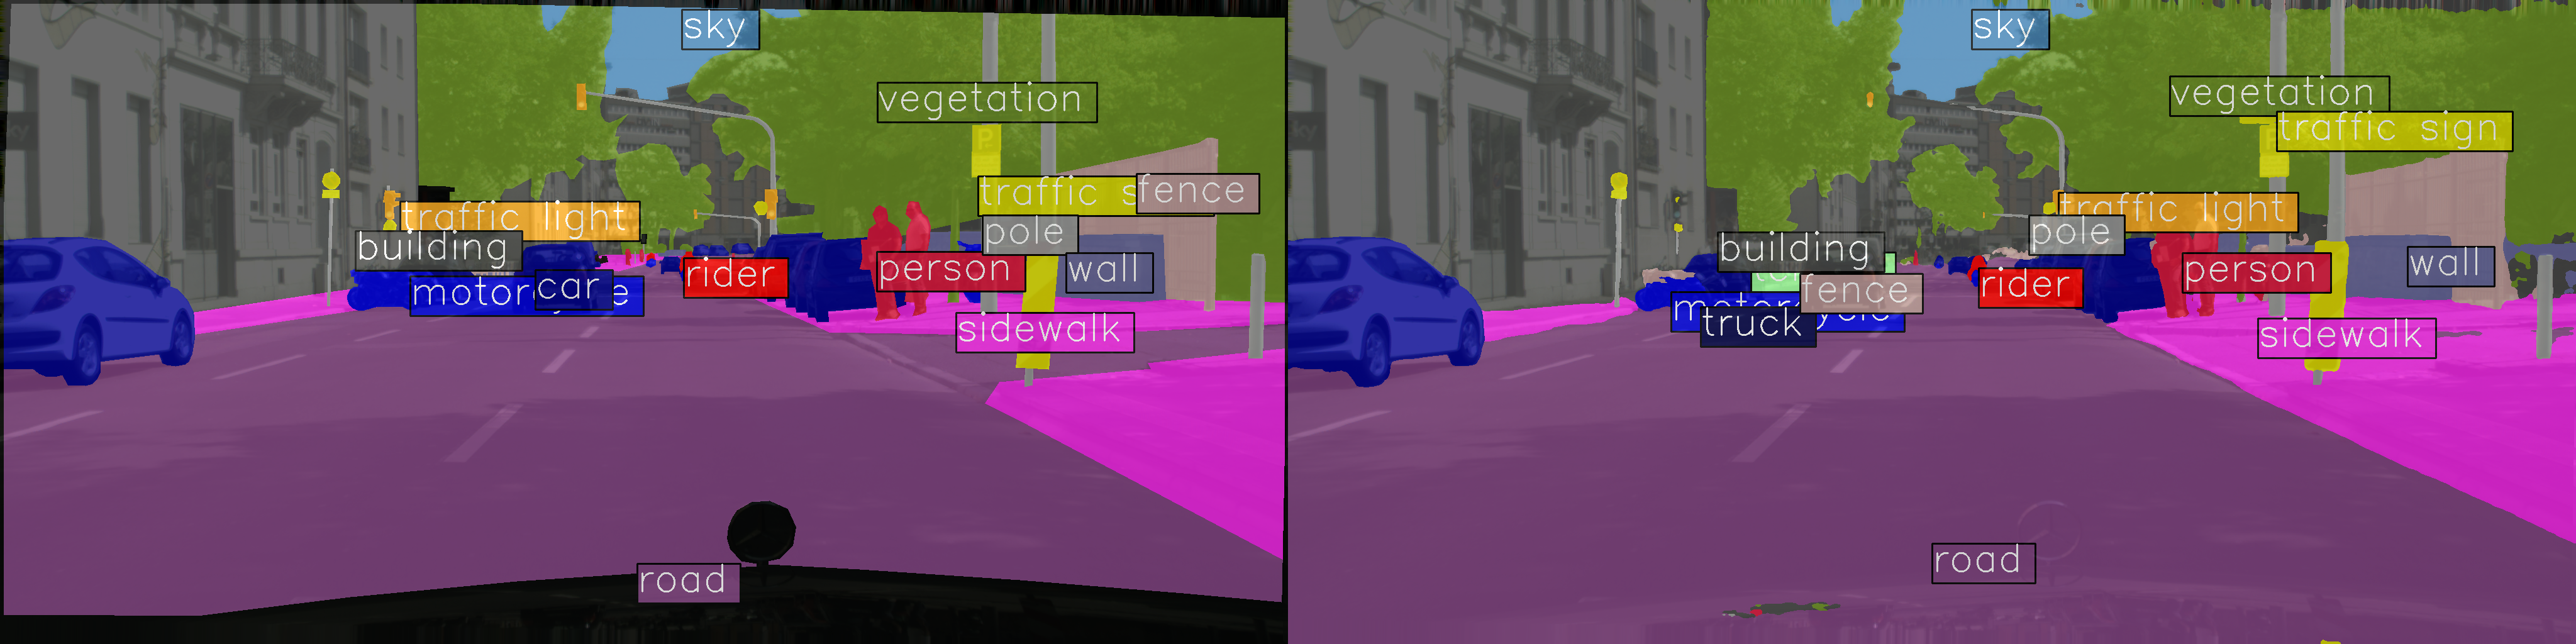 sky
vegetation
P
traffic s
fence
traffic light
pole
building
person
wall
rider
motor
car
e
sidewalk
road
sky
vegetation
traffic sign
traffic light
pole
building
wall
person
rider
fence
truck
sidewalk
road